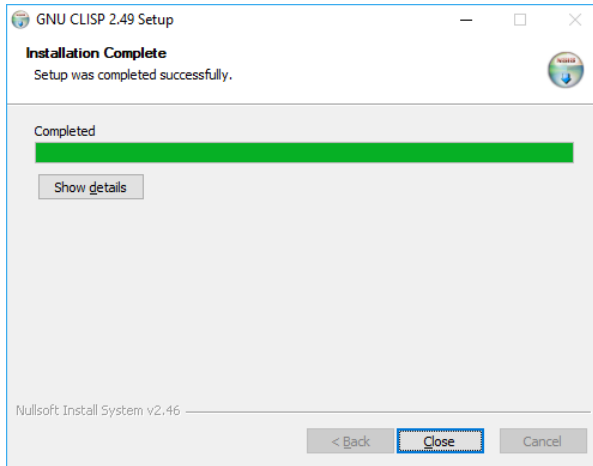 GNU CLISP 2.49 Setup
Installation Complete
Setup was completed successfully.
Completed
Show details
Nullsoft Install System v2.46
< Back Close Cancel